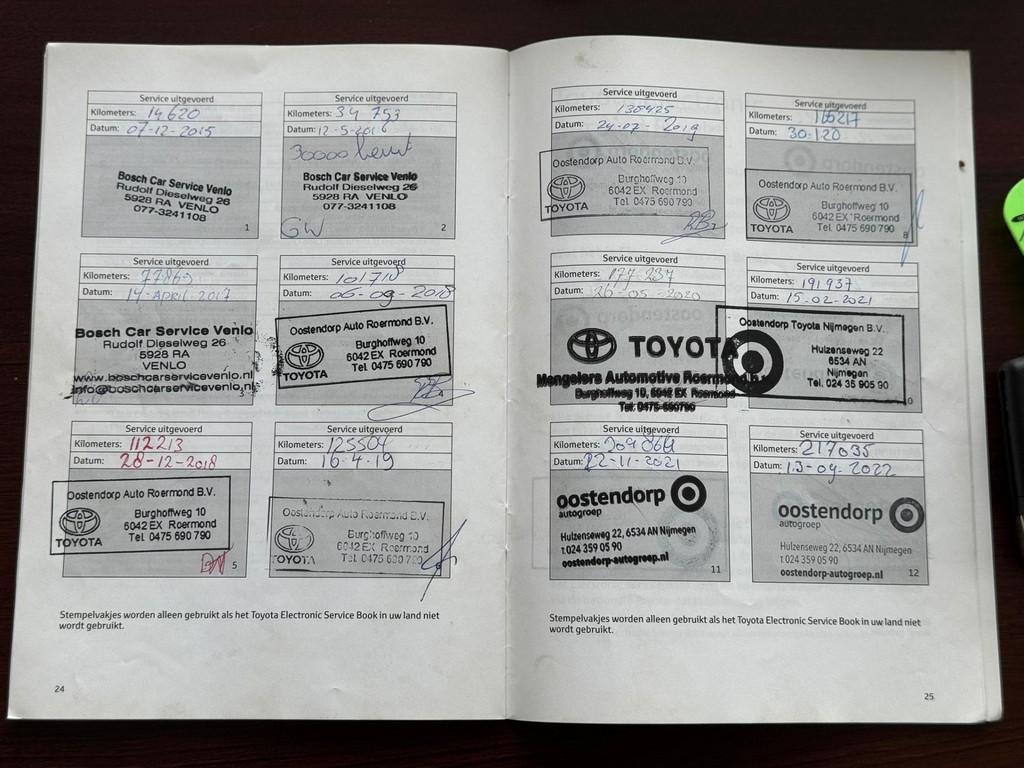 Service uitgevoerd
Kilometers: 14620
Datum: 07-12-2015
Bosch Car Service Venlo
Rudolf Dieselweg 26
5928 RA VENLO
077-3241108
1
Service uitgevoerd
Kilometers: 34 753
Datum: 12-5-2016
30000 beurt
Bosch Car Service Venlo
Rudolf Dieselweg 26
5928 RA VENLO
077-3241108
GW
2
Service uitgevoerd
Kilometers:
Datum: 14-APRIL 2017
Bosch Car Service Venlo
Rudolf Dieselweg 26
5928 RA
VENLO
www.boschcarservicevenlo.nl
info@boschcarservicevenlo.nl
3
Service uitgevoerd
Kilometers: 101718
Datum: 06-09-2018
Oostendorp Auto Roermond B.V.
Burghoffweg 10
6042 EX Roermond
Tel. 0475 690 790
TOYOTA
4
Service uitgevoerd
Kilometers: 112213
Datum: 28-12-2018
Oostendorp Auto Roermond B.V.
Burghoffweg 10
6042 EX Roermond
Tel. 0475 690 790
TOYOTA
5
Service uitgevoerd
Kilometers: 125504
Datum: 16-4-19
Oostendorp Auto Roermond B.V.
Burghoffweg 10
6042 EX Roermond
Tel. 0475 690 790
TOYOTA
Stempelvakjes worden alleen gebruikt als het Toyota Electronic Service Book in uw land niet
wordt gebruikt.
24
Service uitgevoerd
Kilometers: 138425
Datum: 24-07-2019
Oostendorp Auto Roermond B.V.
Burghoffweg 10
6042 EX Roermond
Tel. 0475 690 790
TOYOTA
Service uitgevoerd
Kilometers: 165217
Datum: 30-1-20
Oostendorp Auto Roermond B.V.
Burghoffweg 10
6042 EX Roermond
Tel. 0475 690 790
TOYOTA
8
Service uitgevoerd
Kilometers: 177 237
Datum: 26-05-2020
TOYOTA
Mengelers Automotive Roermond
Burghoffweg 10, 6042 EX Roermond
Tel: 0475-690790
Service uitgevoerd
Kilometers: 191937
Datum: 15-02-2021
Oostendorp Toyota Nijmegen B.V.
Hulzenseweg 22
6534 AN
Nijmegen
Tel. 024 35 905 90
Service uitgevoerd
Kilometers: 209864
Datum: 22-11-2021
oostendorp
autogroep
Hulzenseweg 22, 6534 AN Nijmegen
t.024 359 05 90
oostendorp-autogroep.nl
11
Service uitgevoerd
Kilometers: 217035
Datum: 13-09-2022
oostendorp
autogroep
Hulzenseweg 22, 6534 AN Nijmegen
t.024 359 05 90
oostendorp-autogroep.nl
12
Stempelvakjes worden alleen gebruikt als het Toyota Electronic Service Book in uw land niet
wordt gebruikt.
25